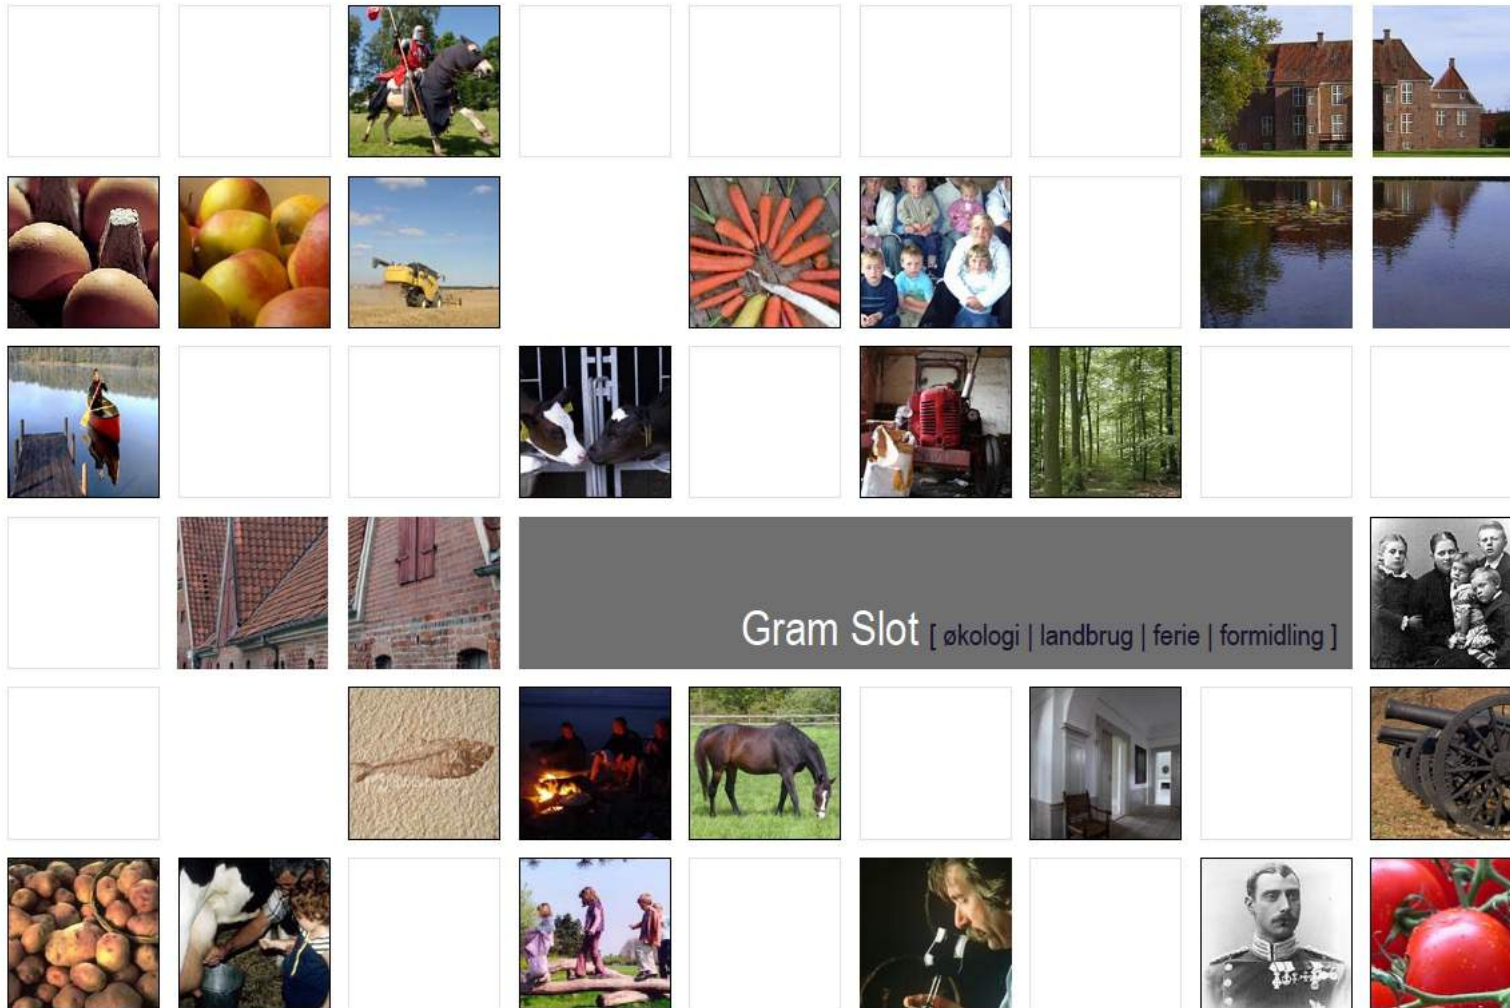 Gram Slot [ økologi | landbrug | ferie | formidling ]